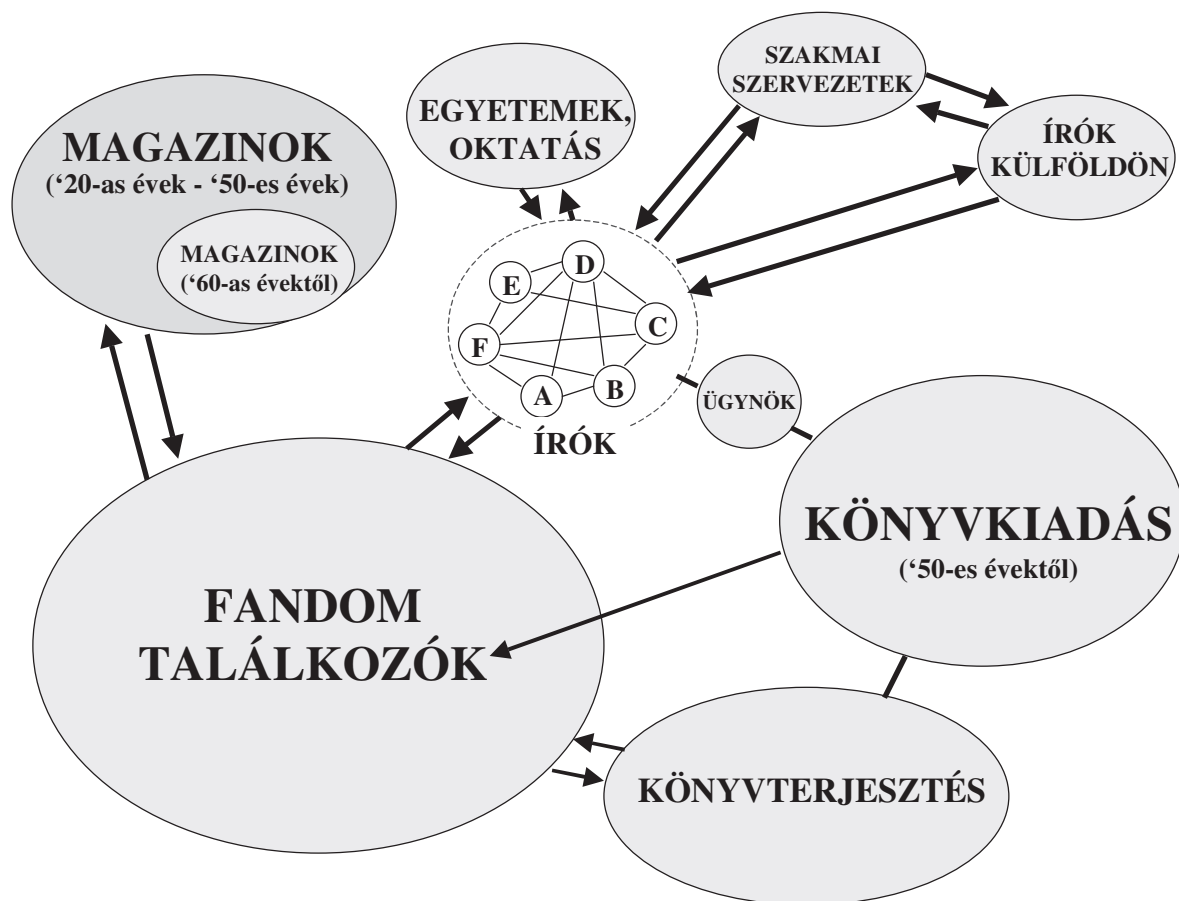 SZAKMAI
SZERVEZETEK
EGYETEMEK,
OKTATÁS
ÍRÓK
KÜLFÖLDÖN
MAGAZINOK
(‘20-as évek - ‘50-es évek)
MAGAZINOK
(‘60-as évektől)
D
E
C
F
B
A
ÍRÓK
ÜGYNÖK
KÖNYVKIADÁS
(‘50-es évektől)
FANDOM
TALÁLKOZÓK
KÖNYVTERJESZTÉS